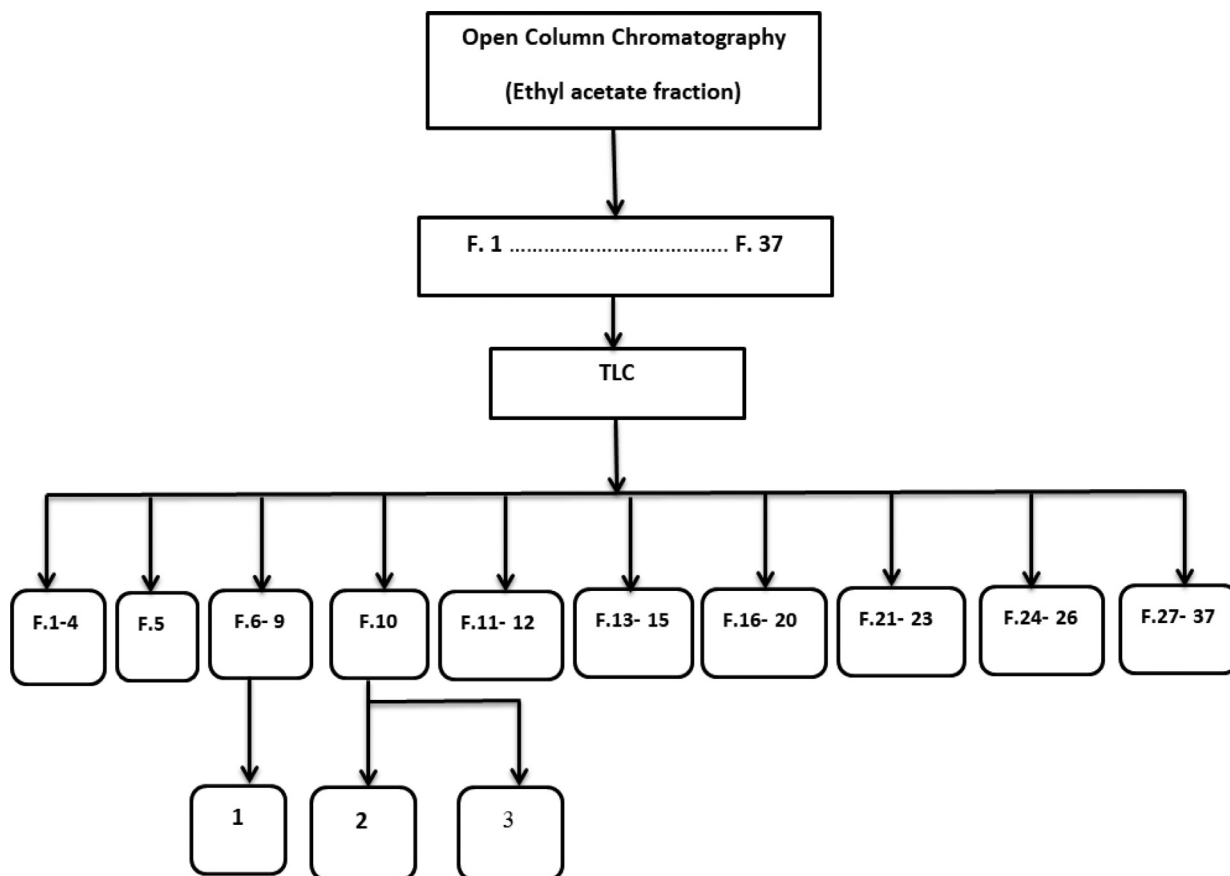 Open Column Chromatography
(Ethyl acetate fraction)
F. 1 ……………………………….. F. 37
TLC
F.1-4
F.5
F.6- 9
F.10
F.11- 12
F.13- 15
F.16- 20
F.21- 23
F.24- 26
F.27- 37
1
2
3